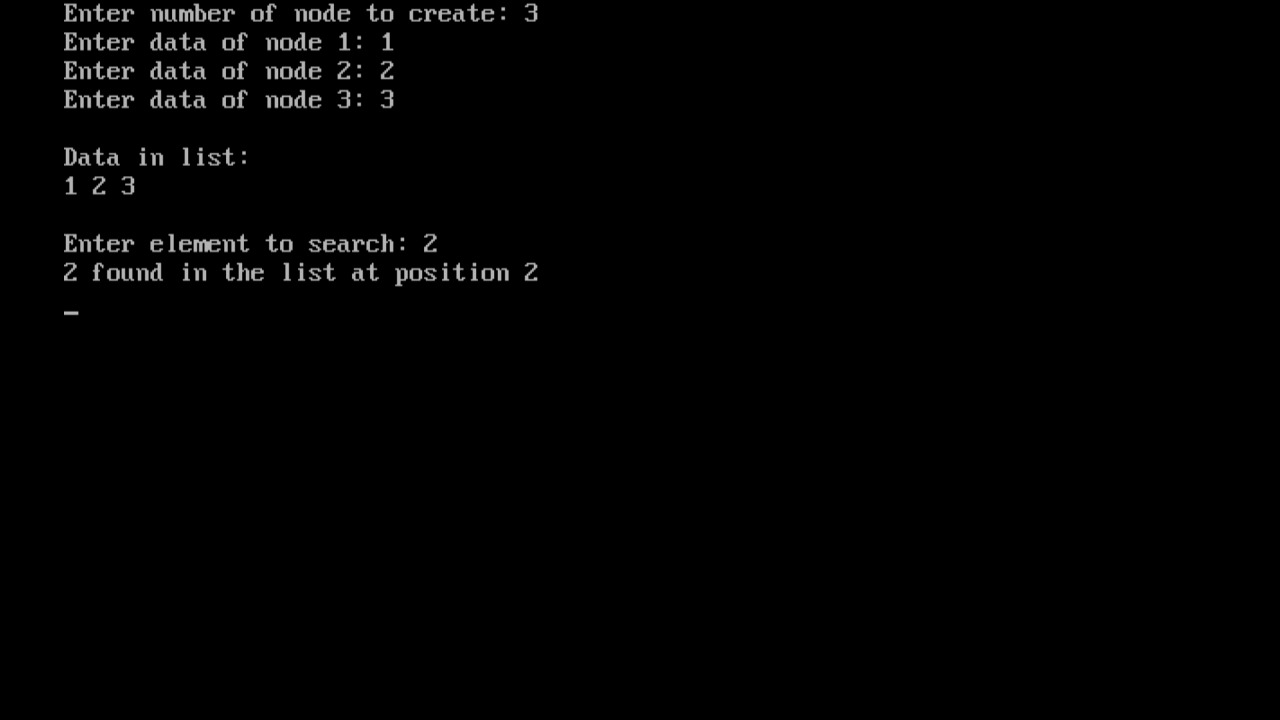 Enter number of node to create: 3
Enter data of node 1: 1
Enter data of node 2: 2
Enter data of node 3: 3
Data in list:
1 2 3
Enter element to search: 2
2 found in the list at position 2
_